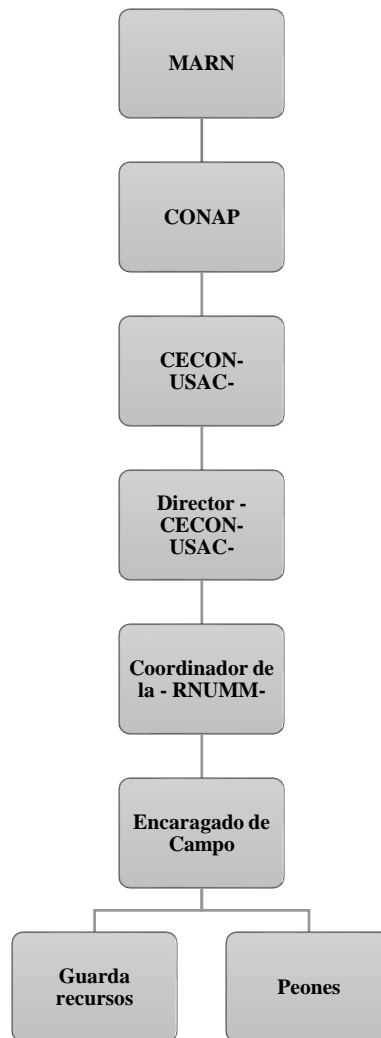 MARN
CONAP
CECON-
USAC-
Director -
CECON-
USAC-
Coordinador de
la - RNUMM-
Encaragado de
Campo
Guarda
recursos
Peones